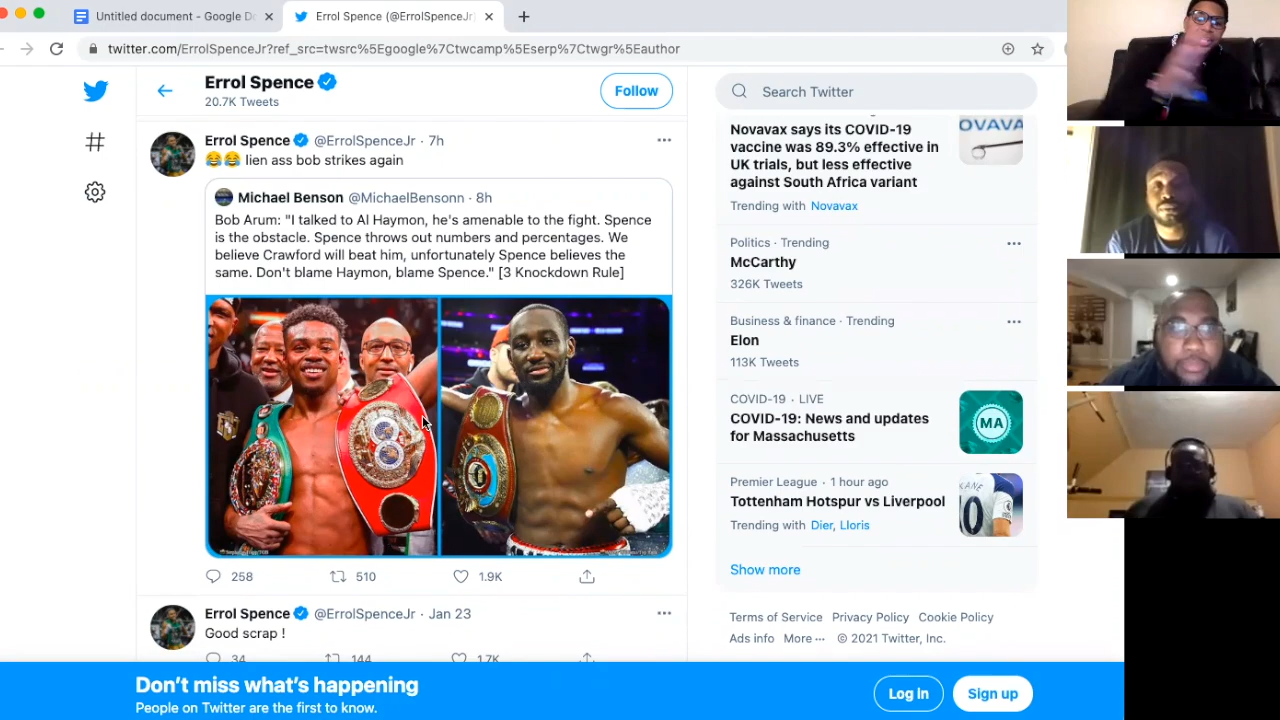 Untitled document - Google Do
Errol Spence (@ErrolSpenceJr)
twitter.com/ErrolSpenceJr?ref_src=twsrc%5Egoogle%7Ctwcamp%5Eserp%7Ctwgr%5Eauthor
Errol Spence
20.7K Tweets
Follow
Search Twitter
Errol Spence @ErrolSpenceJr · 7h
😂😂 lien ass bob strikes again
Michael Benson @MichaelBensonn · 8h
Bob Arum: "I talked to Al Haymon, he's amenable to the fight. Spence
is the obstacle. Spence throws out numbers and percentages. We
believe Crawford will beat him, unfortunately Spence believes the
same. Don't blame Haymon, blame Spence." [3 Knockdown Rule]
258 510 1.9K
Errol Spence @ErrolSpenceJr · Jan 23
Good scrap !
34 144 1.7K
Novavax says its COVID-19
vaccine was 89.3% effective in
UK trials, but less effective
against South Africa variant
Trending with Novavax
NOVAVA
Politics · Trending
McCarthy
326K Tweets
Business & finance · Trending
Elon
113K Tweets
COVID-19 · LIVE
COVID-19: News and updates
for Massachusetts
MA
Premier League · 1 hour ago
Tottenham Hotspur vs Liverpool
Trending with Dier, Lloris
KANE
Show more
Terms of Service Privacy Policy Cookie Policy
Ads info More ··· © 2021 Twitter, Inc.
Don't miss what's happening
People on Twitter are the first to know.
Log in
Sign up